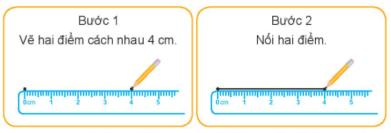 Bước 1
Vẽ hai điểm cách nhau 4 cm.
0cm 1 2 3 4 5
Bước 2
Nối hai điểm.
0cm 1 2 3 4 5